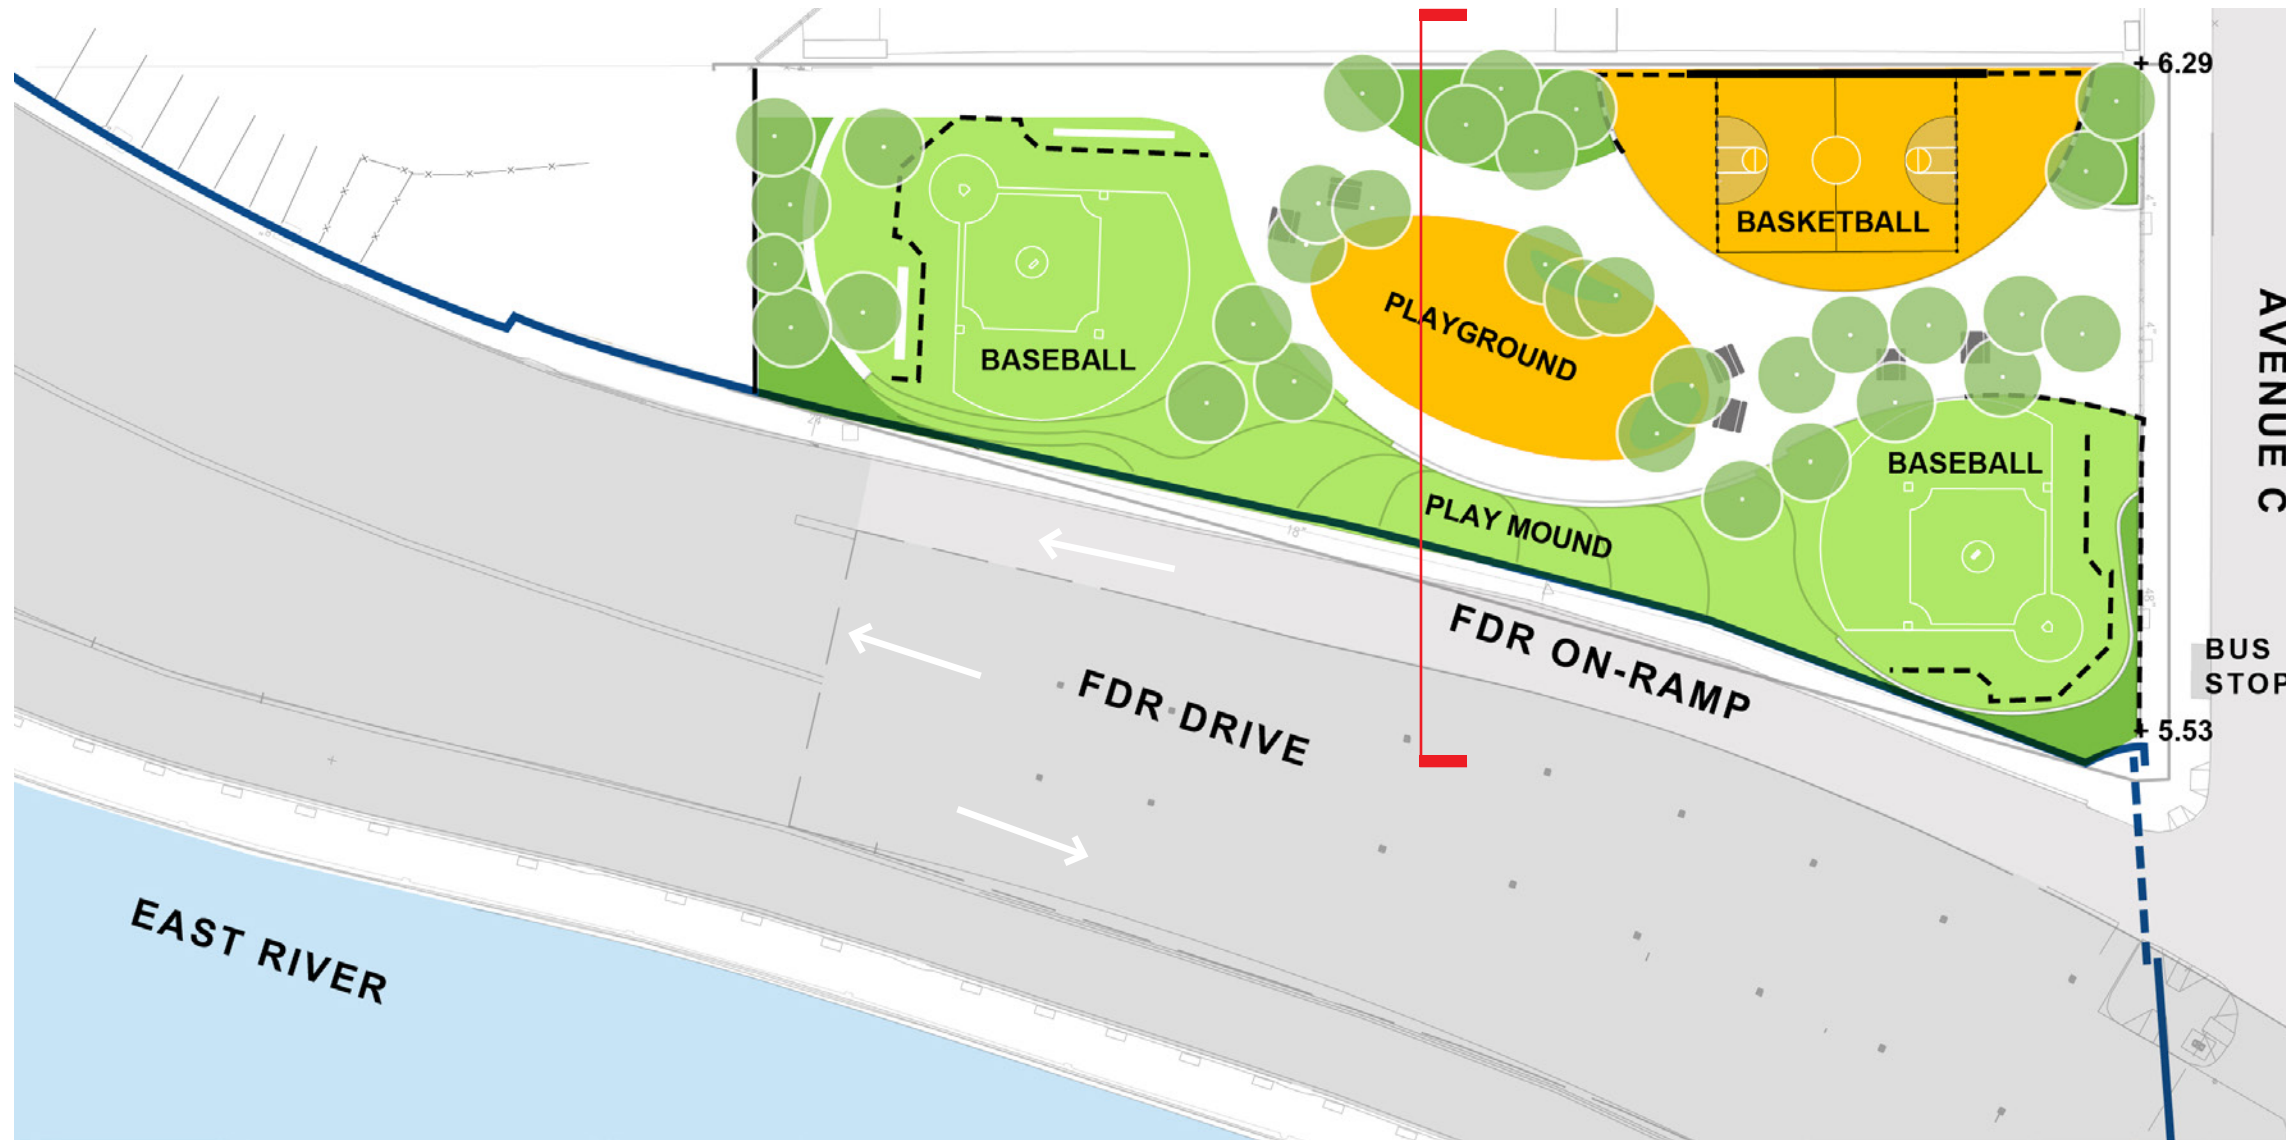 + 6.29
BASKETBALL
PLAYGROUND
BASEBALL
AVENUE C
BASEBALL
PLAY MOUND
18"
FDR ON-RAMP
BUS
STOP
FDR DRIVE
+ 5.53
EAST RIVER